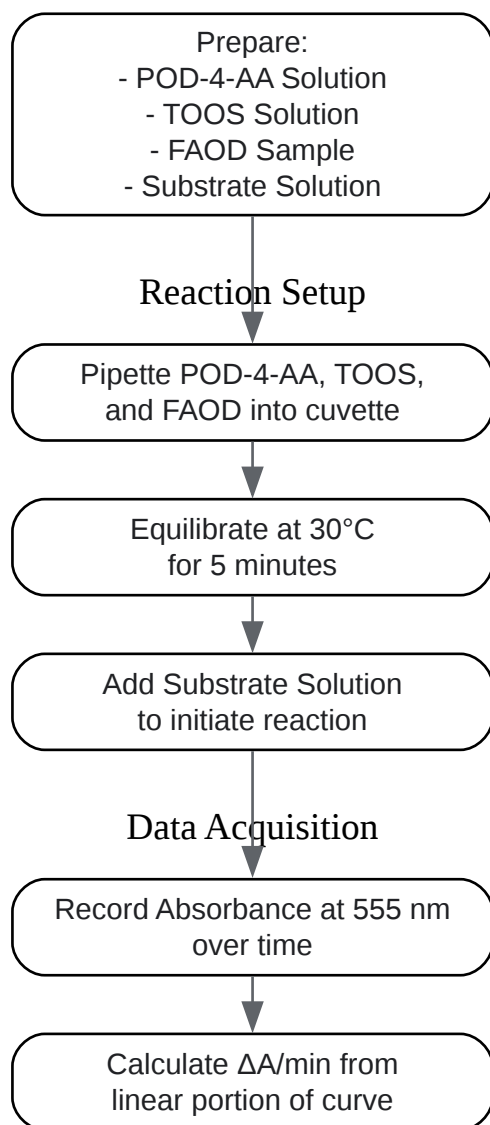 Prepare:
- POD-4-AA Solution
- TOOS Solution
- FAOD Sample
- Substrate Solution
Reaction Setup
Pipette POD-4-AA, TOOS,
and FAOD into cuvette
Equilibrate at 30°C
for 5 minutes
Add Substrate Solution
to initiate reaction
Data Acquisition
Record Absorbance at 555 nm
over time
Calculate ΔA/min from
linear portion of curve